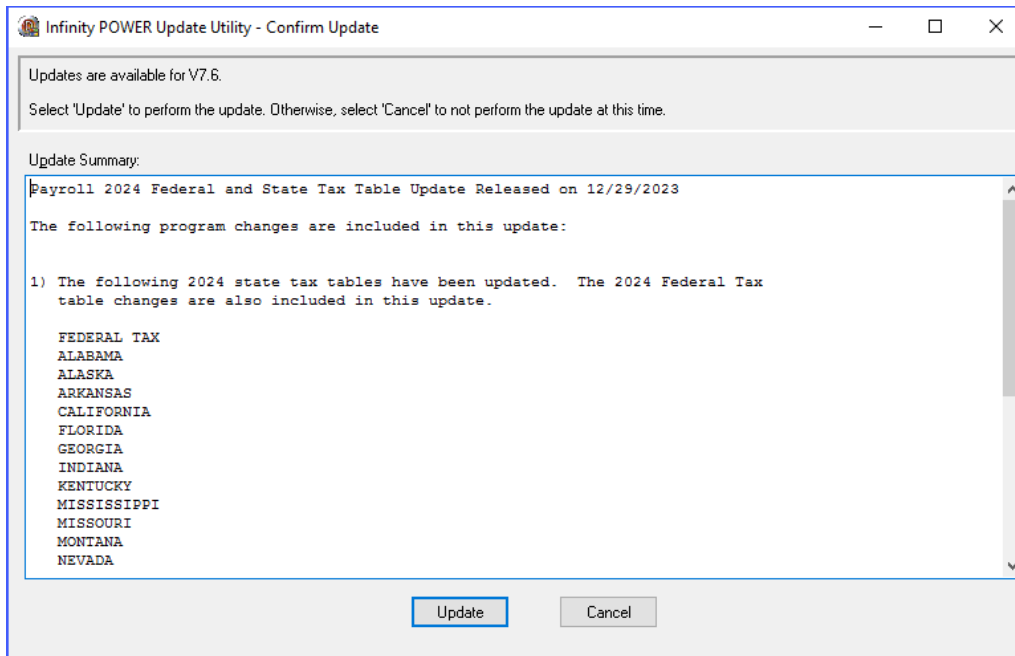 Infinity POWER Update Utility - Confirm Update
Updates are available for V7.6.
Select 'Update' to perform the update. Otherwise, select 'Cancel' to not perform the update at this time.
Update Summary:
Payroll 2024 Federal and State Tax Table Update Released on 12/29/2023
The following program changes are included in this update:
1) The following 2024 state tax tables have been updated.  The 2024 Federal Tax
table changes are also included in this update.
FEDERAL TAX
ALABAMA
ALASKA
ARKANSAS
CALIFORNIA
FLORIDA
GEORGIA
INDIANA
KENTUCKY
MISSISSIPPI
MISSOURI
MONTANA
NEVADA
Update Cancel